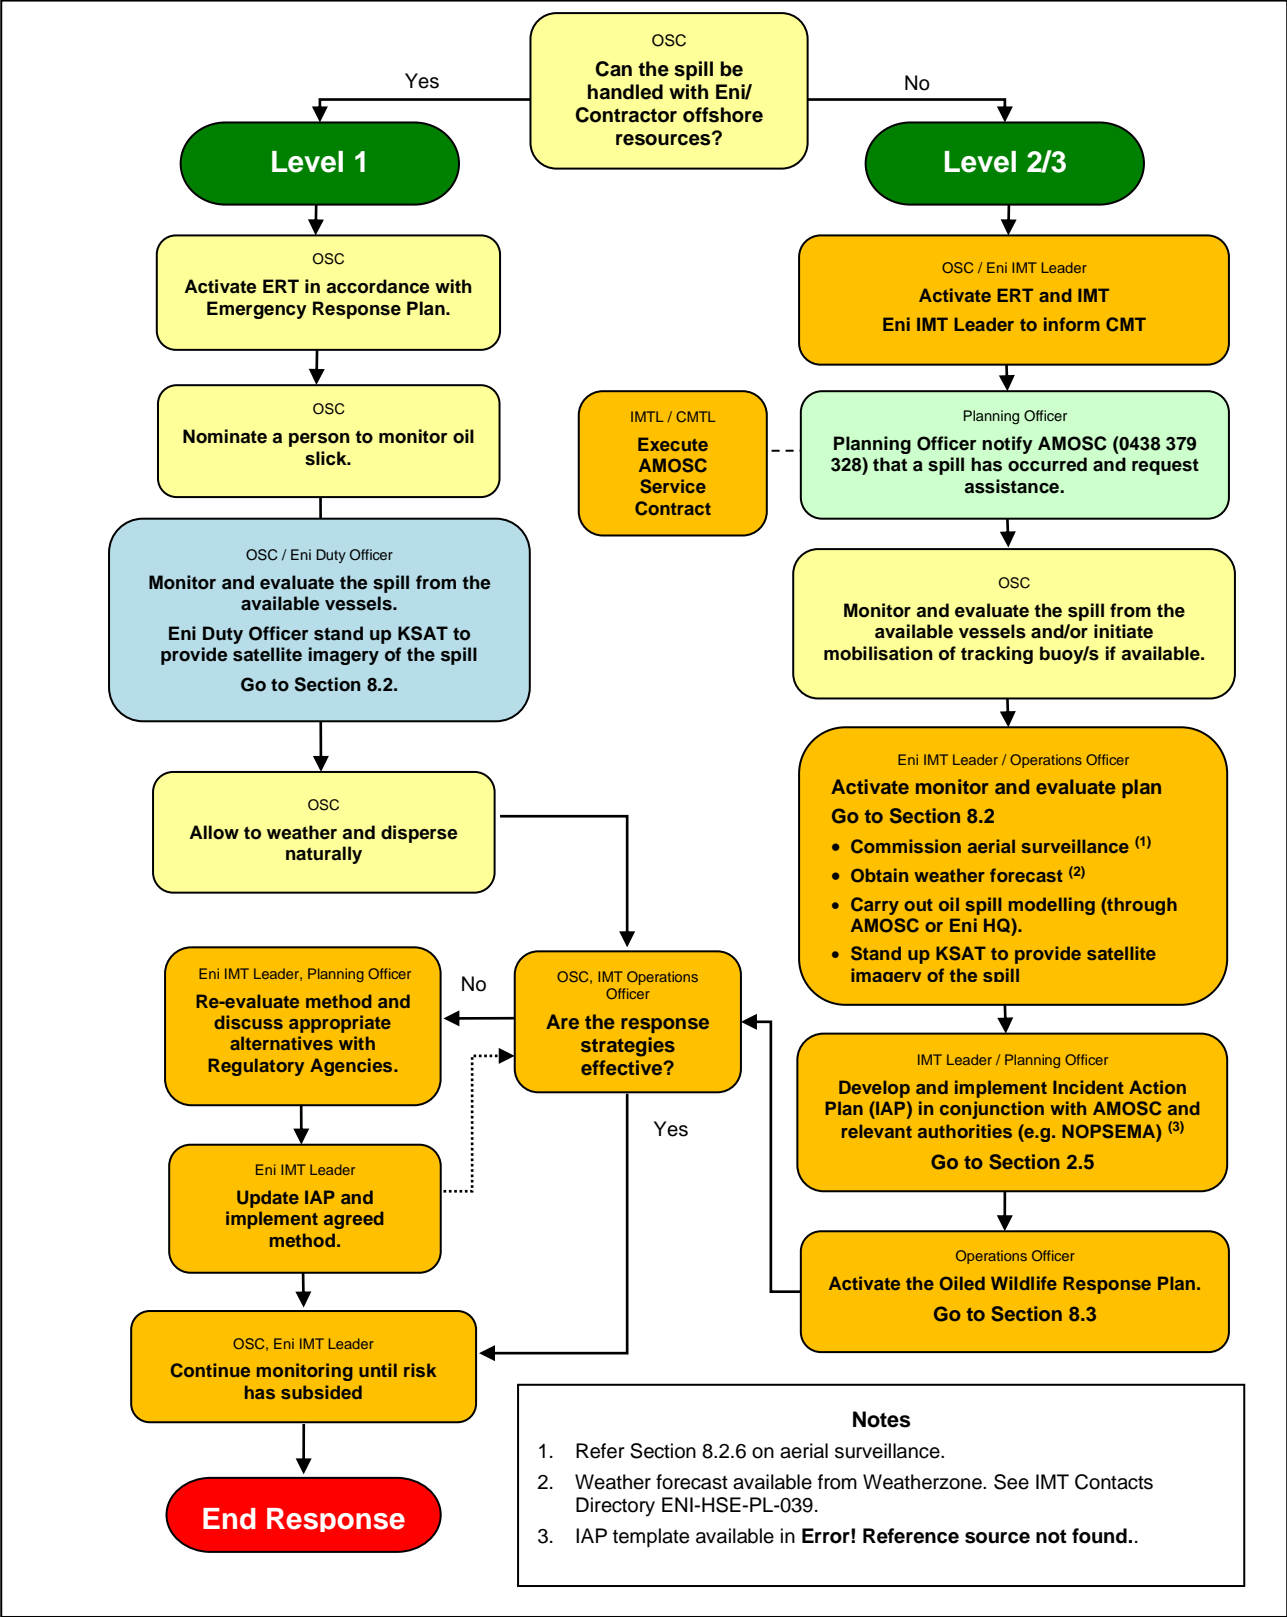 OSC
Can the spill be
handled with Eni/
Contractor offshore
resources?
Yes
No
Level 1
Level 2/3
OSC
Activate ERT in accordance with
Emergency Response Plan.
OSC
Nominate a person to monitor oil
slick.
OSC / Eni Duty Officer
Monitor and evaluate the spill from the
available vessels.
Eni Duty Officer stand up KSAT to
provide satellite imagery of the spill
Go to Section 8.2.
OSC
Allow to weather and disperse
naturally
OSC / Eni IMT Leader
Activate ERT and IMT
Eni IMT Leader to inform CMT
IMTL / CMTL
Execute
AMOSC
Service
Contract
Planning Officer
Planning Officer notify AMOSC (0438 379
328) that a spill has occurred and request
assistance.
OSC
Monitor and evaluate the spill from the
available vessels and/or initiate
mobilisation of tracking buoy/s if available.
Eni IMT Leader / Operations Officer
Activate monitor and evaluate plan
Go to Section 8.2
• Commission aerial surveillance (1)
• Obtain weather forecast (2)
• Carry out oil spill modelling (through
AMOSC or Eni HQ).
• Stand up KSAT to provide satellite
imagery of the spill
IMT Leader / Planning Officer
Develop and implement Incident Action
Plan (IAP) in conjunction with AMOSC and
relevant authorities (e.g. NOPSEMA) (3)
Go to Section 2.5
Operations Officer
Activate the Oiled Wildlife Response Plan.
Go to Section 8.3
OSC, IMT Operations
Officer
Are the response
strategies
effective?
No
Yes
Eni IMT Leader, Planning Officer
Re-evaluate method and
discuss appropriate
alternatives with
Regulatory Agencies.
Eni IMT Leader
Update IAP and
implement agreed
method.
OSC, Eni IMT Leader
Continue monitoring until risk
has subsided
End Response
Notes
1. Refer Section 8.2.6 on aerial surveillance.
2. Weather forecast available from Weatherzone. See IMT Contacts
Directory ENI-HSE-PL-039.
3. IAP template available in Error! Reference source not found..